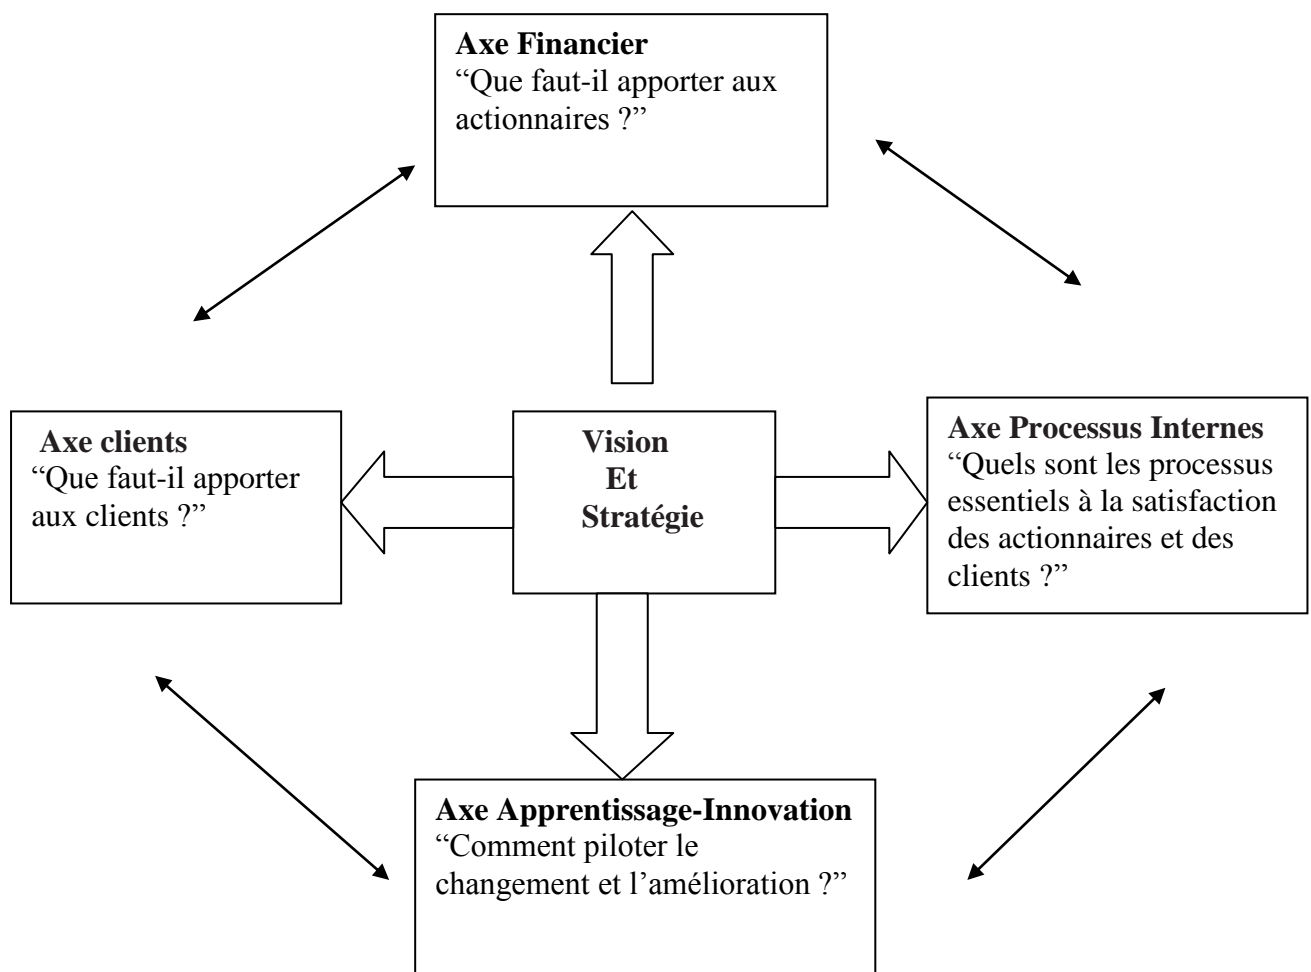 Axe Financier
“Que faut-il apporter aux
actionnaires ?”
Axe clients
“Que faut-il apporter
aux clients ?”
Vision
Et
Stratégie
Axe Processus Internes
“Quels sont les processus
essentiels à la satisfaction
des actionnaires et des
clients ?”
Axe Apprentissage-Innovation
“Comment piloter le
changement et l’amélioration ?”